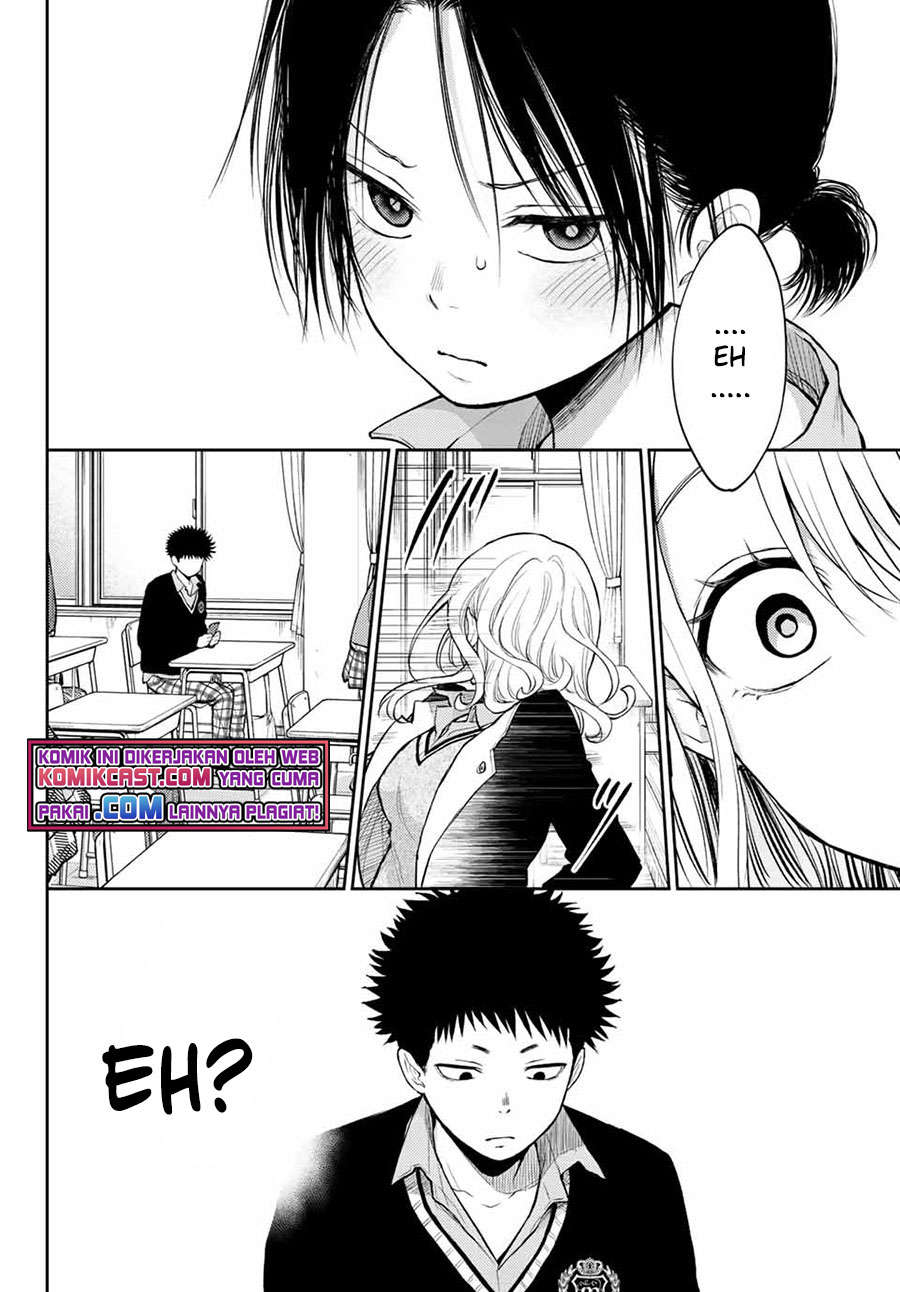 ....
EH
.....
KOMIK INI DIKERJAKAN OLEH WEB
KOMIKCAST.COM YANG CUMA
PAKAI .COM LAINNYA PLAGIAT!
EH?